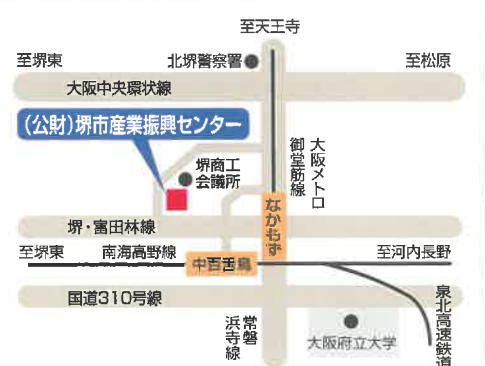 至天王寺
至堺東
北堺警察署
至松原
大阪中央環状線
(公財)堺市産業振興センター
堺商工
会議所
大阪メトロ
御堂筋線
なかもず
堺・富田林線
至堺東
南海高野線
中百舌鳥
至河内長野
国道310号線
常磐
浜寺線
大阪府立大学
泉北高速鉄道